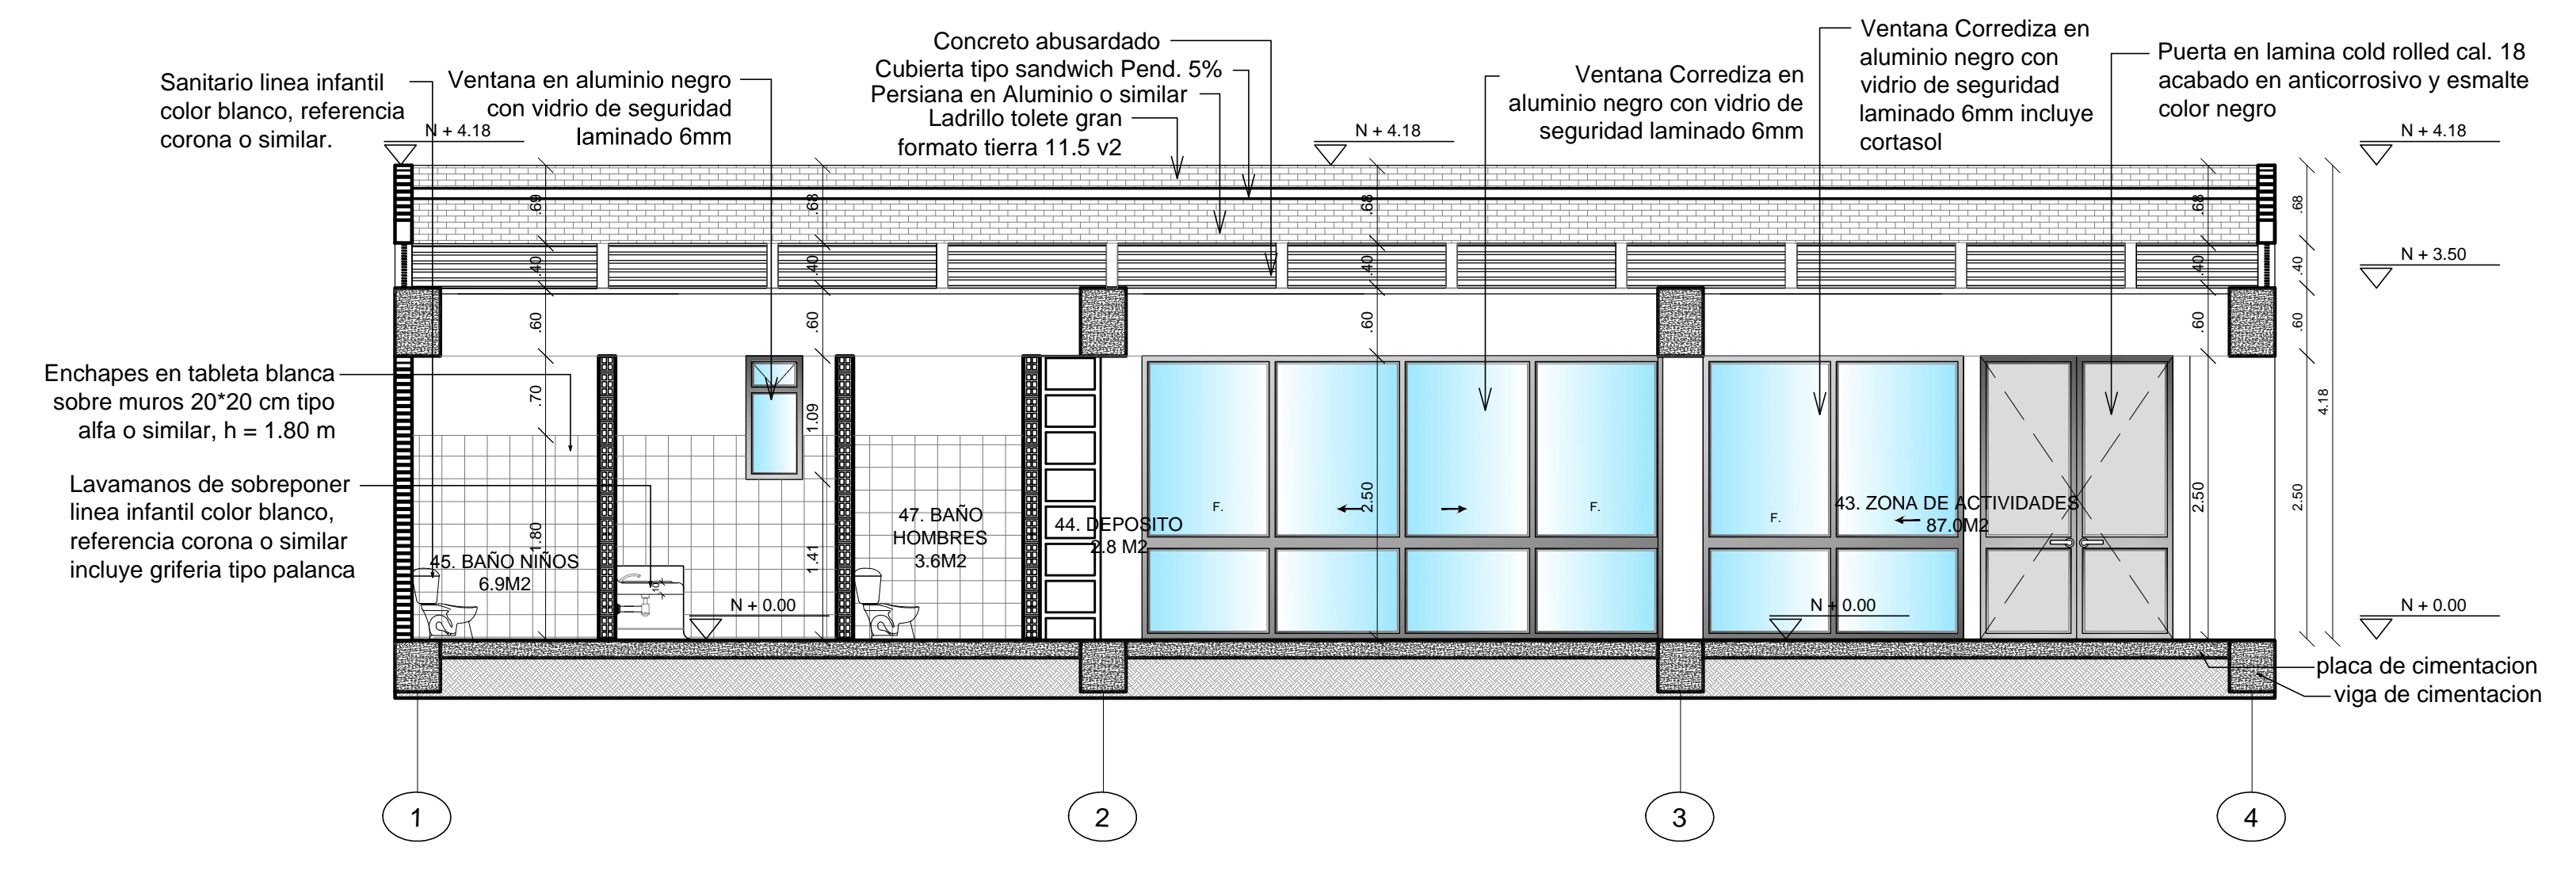 Sanitario linea infantil
color blanco, referencia
corona o similar.
N + 4.18
Ventana en aluminio negro
con vidrio de seguridad
laminado 6mm
Concreto abusardado
Cubierta tipo sandwich Pend. 5%
Persiana en Aluminio o similar
Ladrillo tolete gran
formato tierra 11.5 v2
N + 4.18
Ventana Corrediza en
aluminio negro con vidrio de
seguridad laminado 6mm
Ventana Corrediza en
aluminio negro con
vidrio de seguridad
laminado 6mm incluye
cortasol
Puerta en lamina cold rolled cal. 18
acabado en anticorrosivo y esmalte
color negro
N + 4.18
.69
.68
.68
.68
.68
N + 3.50
.40
.40
.40
.40
.40
.60
.60
.60
.60
.60
Enchapes en tableta blanca
sobre muros 20*20 cm tipo
alfa o similar, h = 1.80 m
.70
1.09
4.18
Lavamanos de sobreponer
linea infantil color blanco,
referencia corona o similar
incluye griferia tipo palanca
1.80
1.41
2.50
2.50
2.50
45. BAÑO NIÑOS
6.9M2
47. BAÑO
HOMBRES
3.6M2
44. DEPOSITO
2.8 M2
F.
F.
F.
43. ZONA DE ACTIVIDADES
87.0M2
N + 0.00
N + 0.00
N + 0.00
placa de cimentacion
viga de cimentacion
1
2
3
4